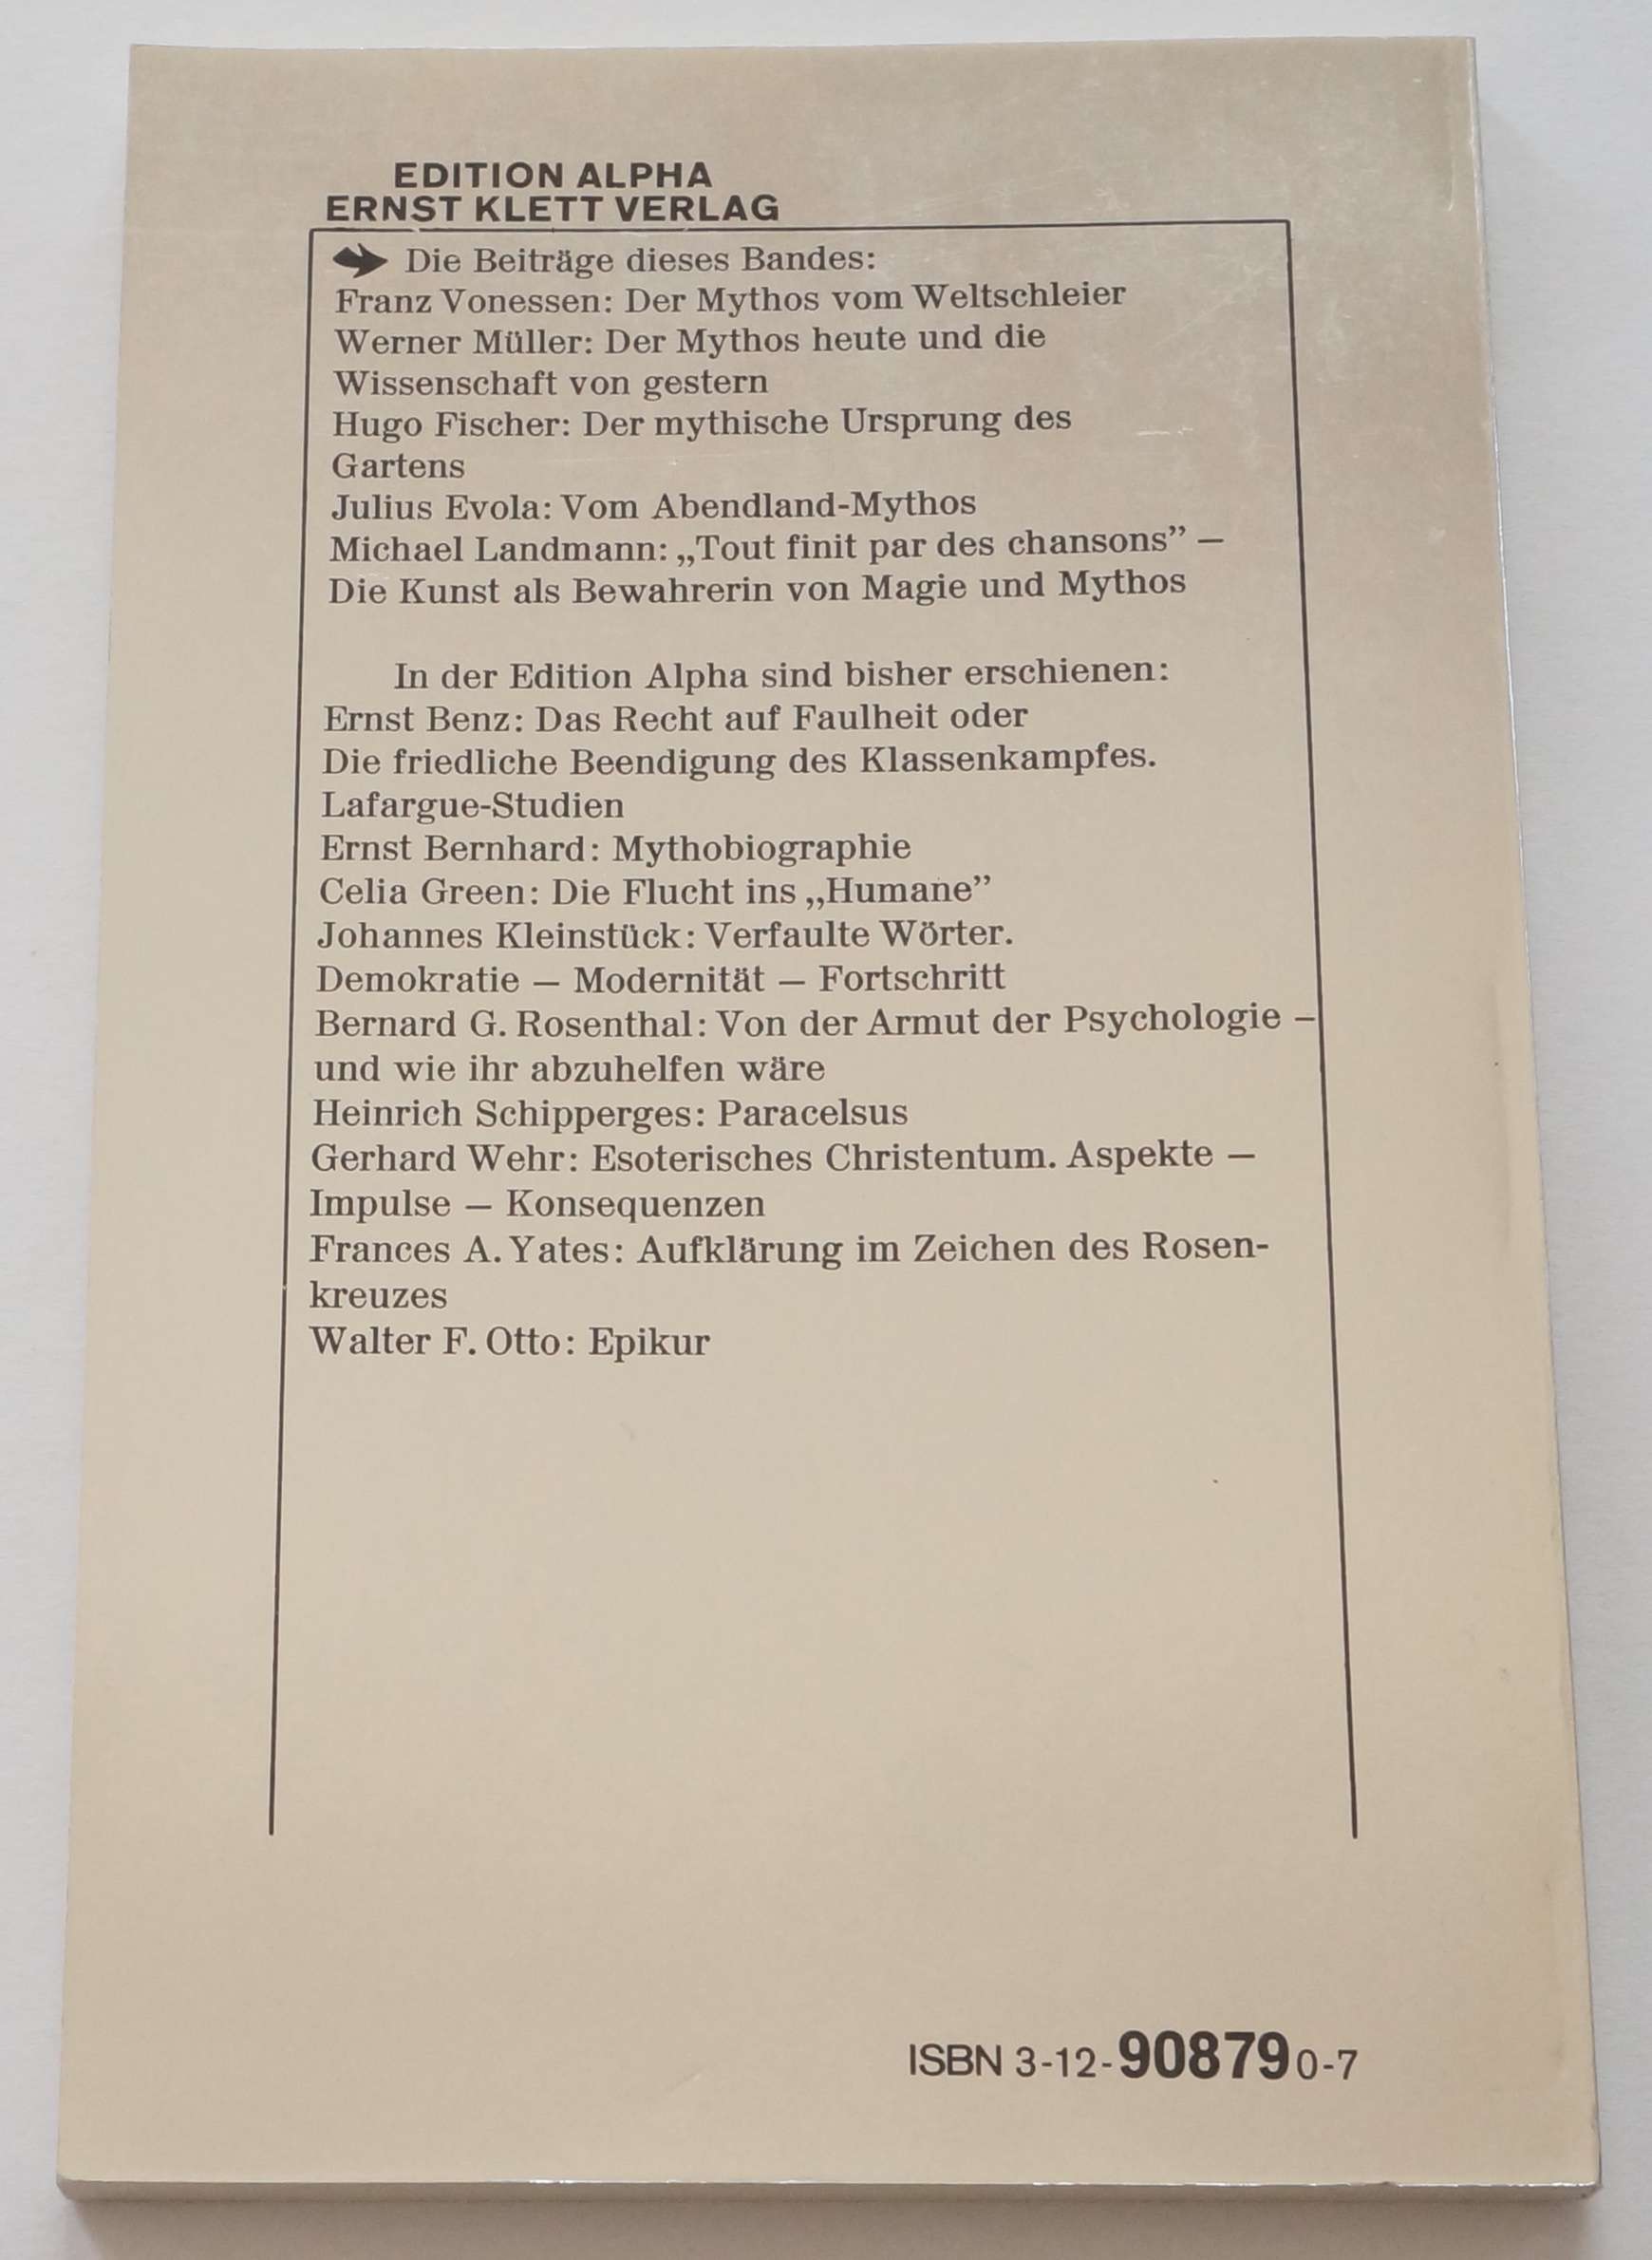 EDITION ALPHA
ERNST KLETT VERLAG
Die Beiträge dieses Bandes:
Franz Vonessen: Der Mythos vom Weltschleier
Werner Müller: Der Mythos heute und die
Wissenschaft von gestern
Hugo Fischer: Der mythische Ursprung des
Gartens
Julius Evola: Vom Abendland-Mythos
Michael Landmann: „Tout finit par des chansons” –
Die Kunst als Bewahrerin von Magie und Mythos
In der Edition Alpha sind bisher erschienen:
Ernst Benz: Das Recht auf Faulheit oder
Die friedliche Beendigung des Klassenkampfes.
Lafargue-Studien
Ernst Bernhard: Mythobiographie
Celia Green: Die Flucht ins „Humane”
Johannes Kleinstück: Verfaulte Wörter.
Demokratie – Modernität – Fortschritt
Bernard G. Rosenthal: Von der Armut der Psychologie –
und wie ihr abzuhelfen wäre
Heinrich Schipperges: Paracelsus
Gerhard Wehr: Esoterisches Christentum. Aspekte –
Impulse – Konsequenzen
Frances A. Yates: Aufklärung im Zeichen des Rosen-
kreuzes
Walter F. Otto: Epikur
ISBN 3-12-908790-7